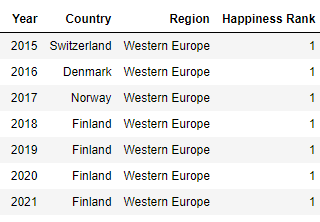 Year Country Region Happiness Rank
2015 Switzerland Western Europe 1
2016 Denmark Western Europe 1
2017 Norway Western Europe 1
2018 Finland Western Europe 1
2019 Finland Western Europe 1
2020 Finland Western Europe 1
2021 Finland Western Europe 1